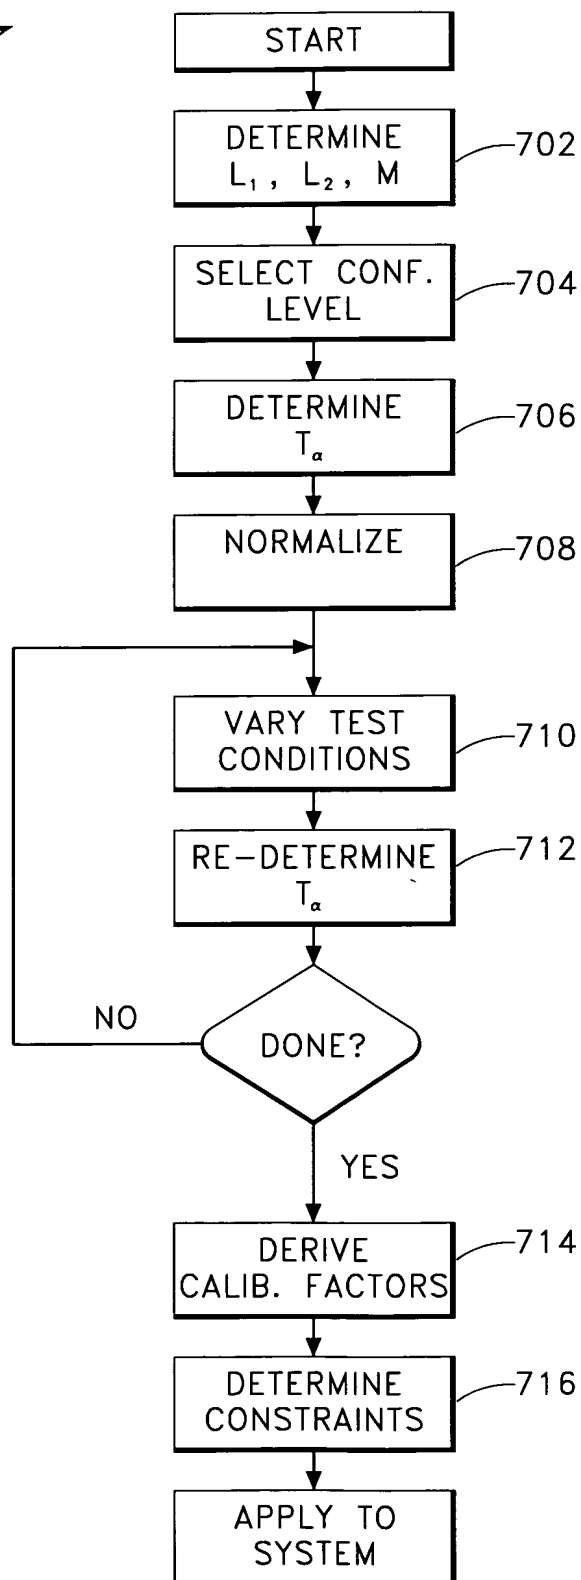 START
DETERMINE
L₁ , L₂ , M
702
SELECT CONF.
LEVEL
704
DETERMINE
Tα
706
NORMALIZE
708
VARY TEST
CONDITIONS
710
RE-DETERMINE
Tα
712
DONE?
NO
YES
DERIVE
CALIB. FACTORS
714
DETERMINE
CONSTRAINTS
716
APPLY TO
SYSTEM